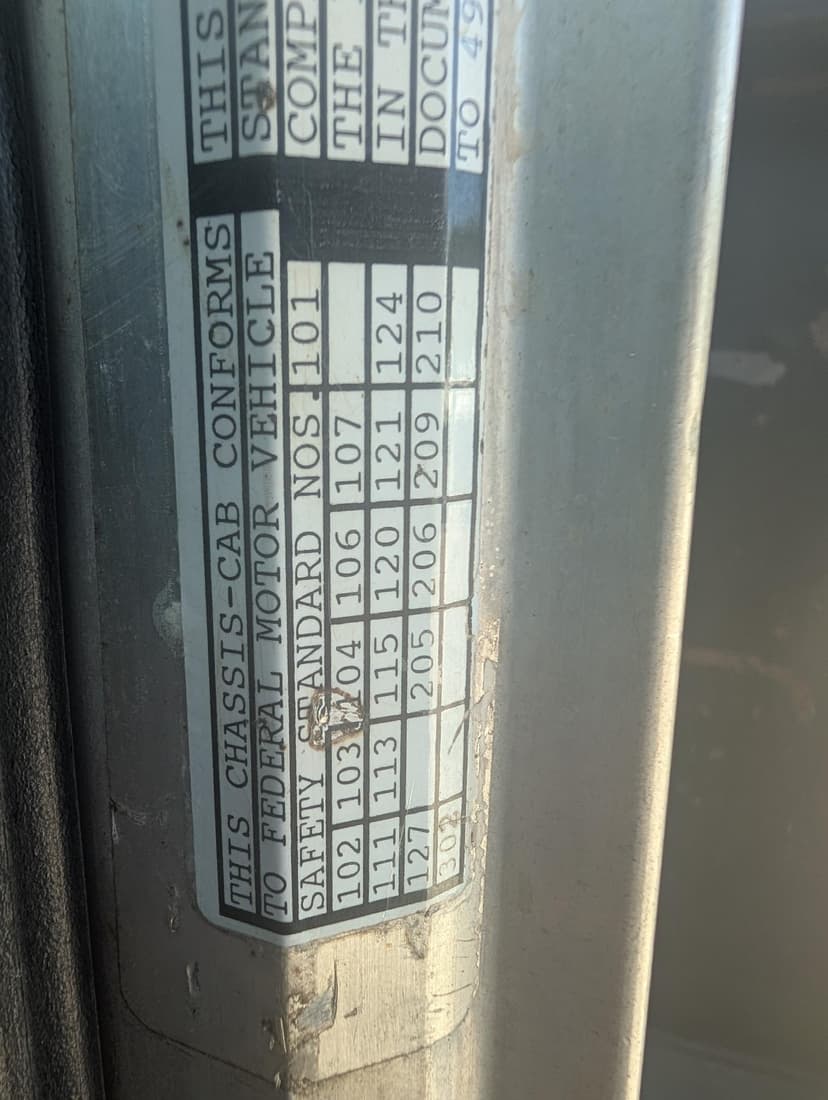 THIS CHASSIS-CAB CONFORMS
TO FEDERAL MOTOR VEHICLE
SAFETY STANDARD NOS. 101
102 103 104 106 107
111 113 115 120 121 124
127 205 206 209 210
302
THIS
STAN
COMP
THE
IN TH
DOCUM
TO 49